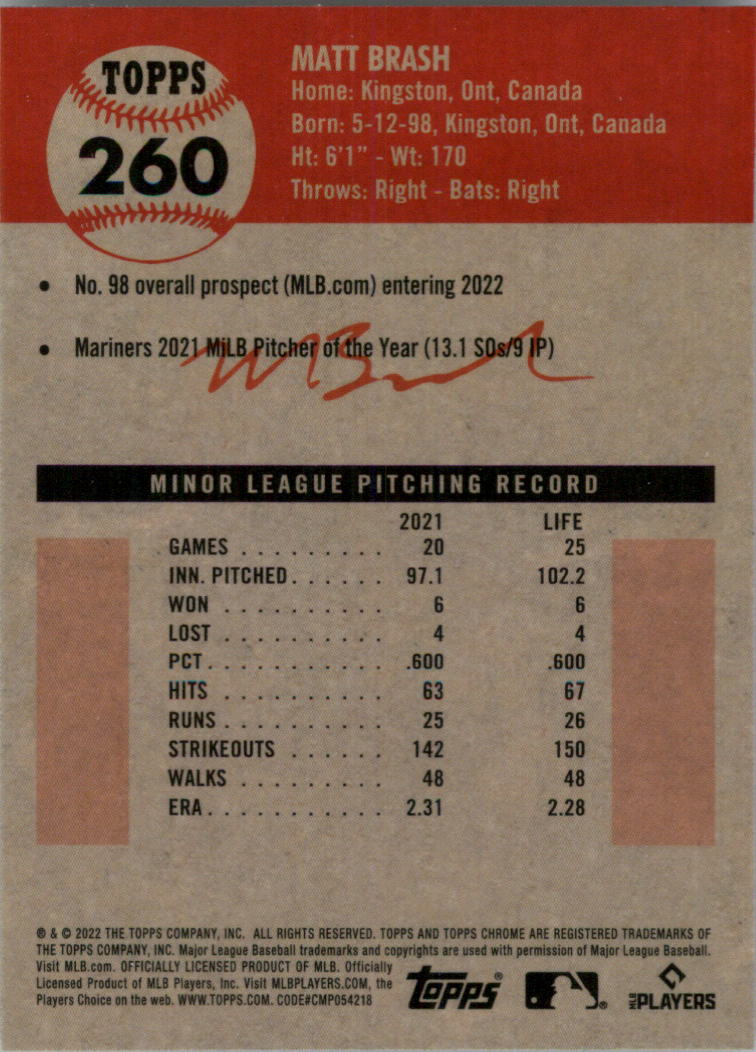 TOPPS
260
MATT BRASH
Home: Kingston, Ont, Canada
Born: 5-12-98, Kingston, Ont, Canada
Ht: 6'1" - Wt: 170
Throws: Right - Bats: Right
• No. 98 overall prospect (MLB.com) entering 2022
• Mariners 2021 MiLB Pitcher of the Year (13.1 SOs/9 IP)
MINOR LEAGUE PITCHING RECORD
2021 LIFE
GAMES . . . . . . . . . . 20 25
INN. PITCHED . . . . . . 97.1 102.2
WON . . . . . . . . . . 6 6
LOST . . . . . . . . . . . 4 4
PCT . . . . . . . . . . . . .600 .600
HITS . . . . . . . . . . . 63 67
RUNS . . . . . . . . . . 25 26
STRIKEOUTS . . . . . . 142 150
WALKS . . . . . . . . . 48 48
ERA . . . . . . . . . . . . 2.31 2.28
® & © 2022 THE TOPPS COMPANY, INC. ALL RIGHTS RESERVED. TOPPS AND TOPPS CHROME ARE REGISTERED TRADEMARKS OF
THE TOPPS COMPANY, INC. Major League Baseball trademarks and copyrights are used with permission of Major League Baseball.
Visit MLB.com. OFFICIALLY LICENSED PRODUCT OF MLB. Officially
Licensed Product of MLB Players, Inc. Visit MLBPLAYERS.COM, the
Players Choice on the web. WWW.TOPPS.COM. CODE#CMP054218
Topps®
MLB PLAYERS